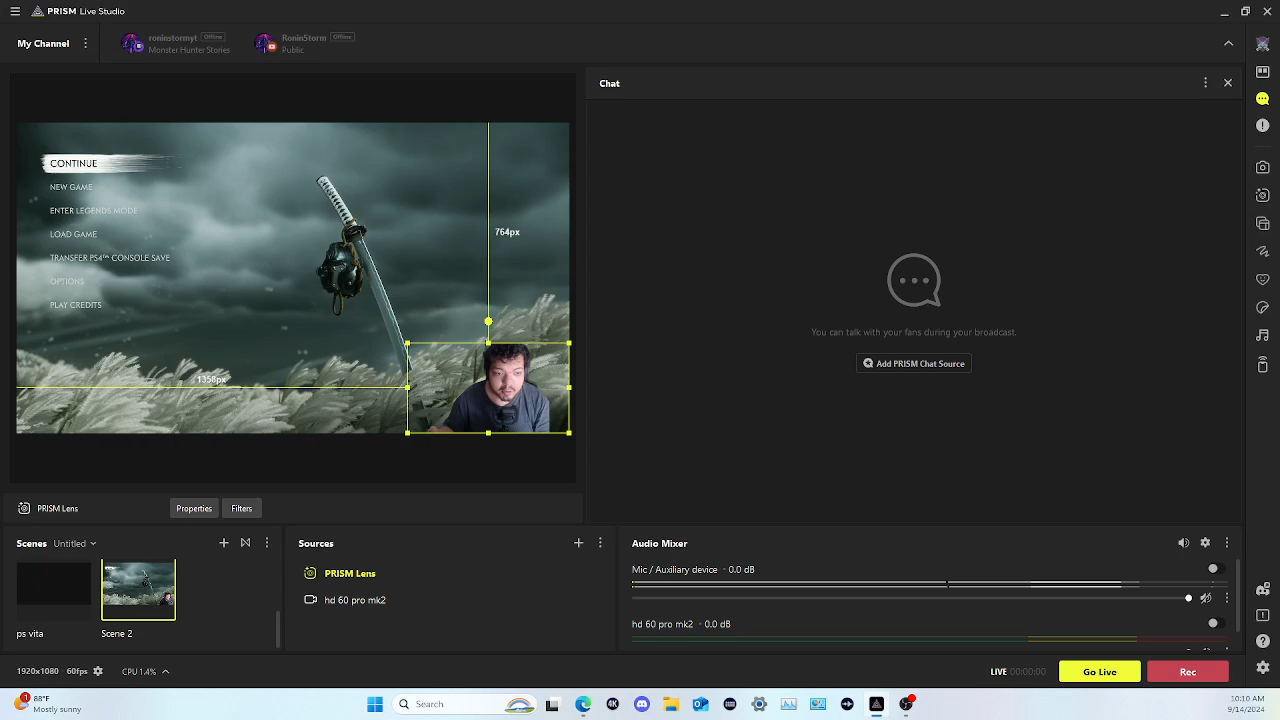 PRISM Live Studio
My Channel
roninstormyt Offline
Monster Hunter Stories
Ronin5torm Offline
Public
Chat
CONTINUE
NEW GAME
ENTER LEGENDS MODE
LOAD GAME
TRANSFER PS4™ CONSOLE SAVE
OPTIONS
PLAY CREDITS
764px
1358px
You can talk with your fans during your broadcast.
Add PRISM Chat Source
PRISM Lens
Properties
Filters
Scenes
Untitled
Sources
Audio Mixer
ps vita
Scene 2
PRISM Lens
hd 60 pro mk2
Mic / Auxiliary device - 0.0 dB
hd 60 pro mk2 - 0.0 dB
1920x1080 · 60fps
CPU 1.4%
LIVE 00:00:00
Go Live
Rec
1
88°F
Mostly sunny
Search
4K
10:10 AM
9/14/2024